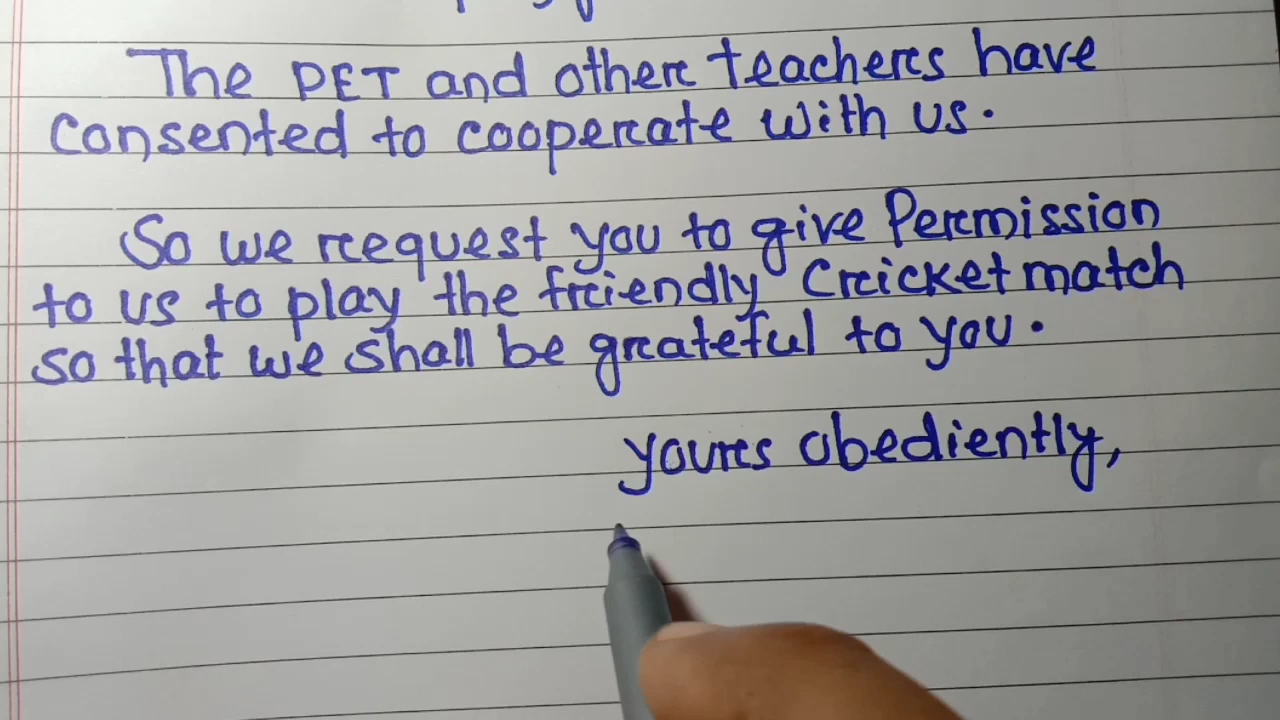 The PET and other teachers have
consented to cooperate with us.
So we request you to give Permission
to us to play the friendly Cricket match
so that we shall be grateful to you.
yours obediently,